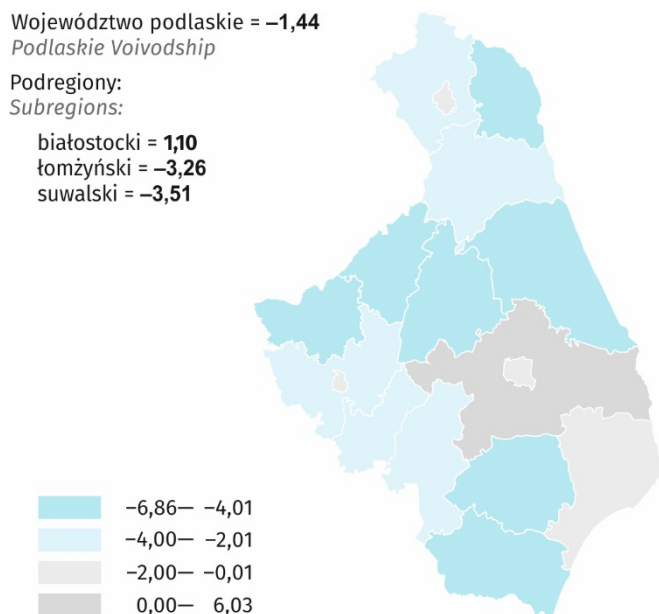 Województwo podlaskie = –1,44
Podlaskie Voivodship
Podregiony:
Subregions:
białostocki = 1,10
łomżyński = –3,26
suwalski = –3,51
–6,86— –4,01
–4,00— –2,01
–2,00— –0,01
0,00— 6,03